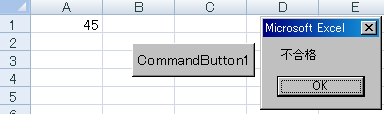 A B C D E
1 45
2
3
4
5
6
CommandButton1
Microsoft Excel
不合格
OK